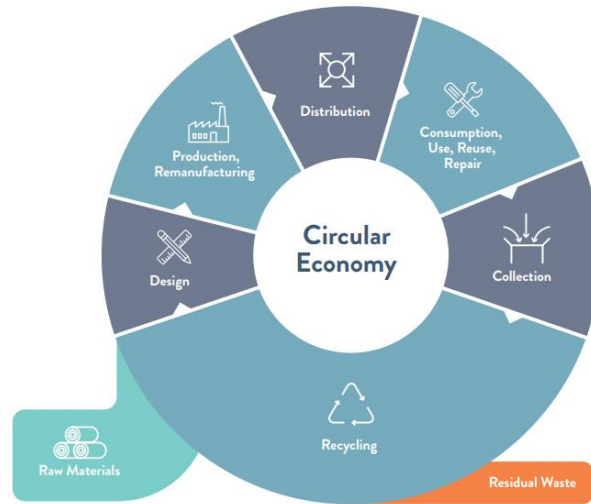 Distribution
Consumption,
Use, Reuse,
Repair
Production,
Remanufacturing
Circular
Economy
Design
Collection
Recycling
Raw Materials
Residual Waste